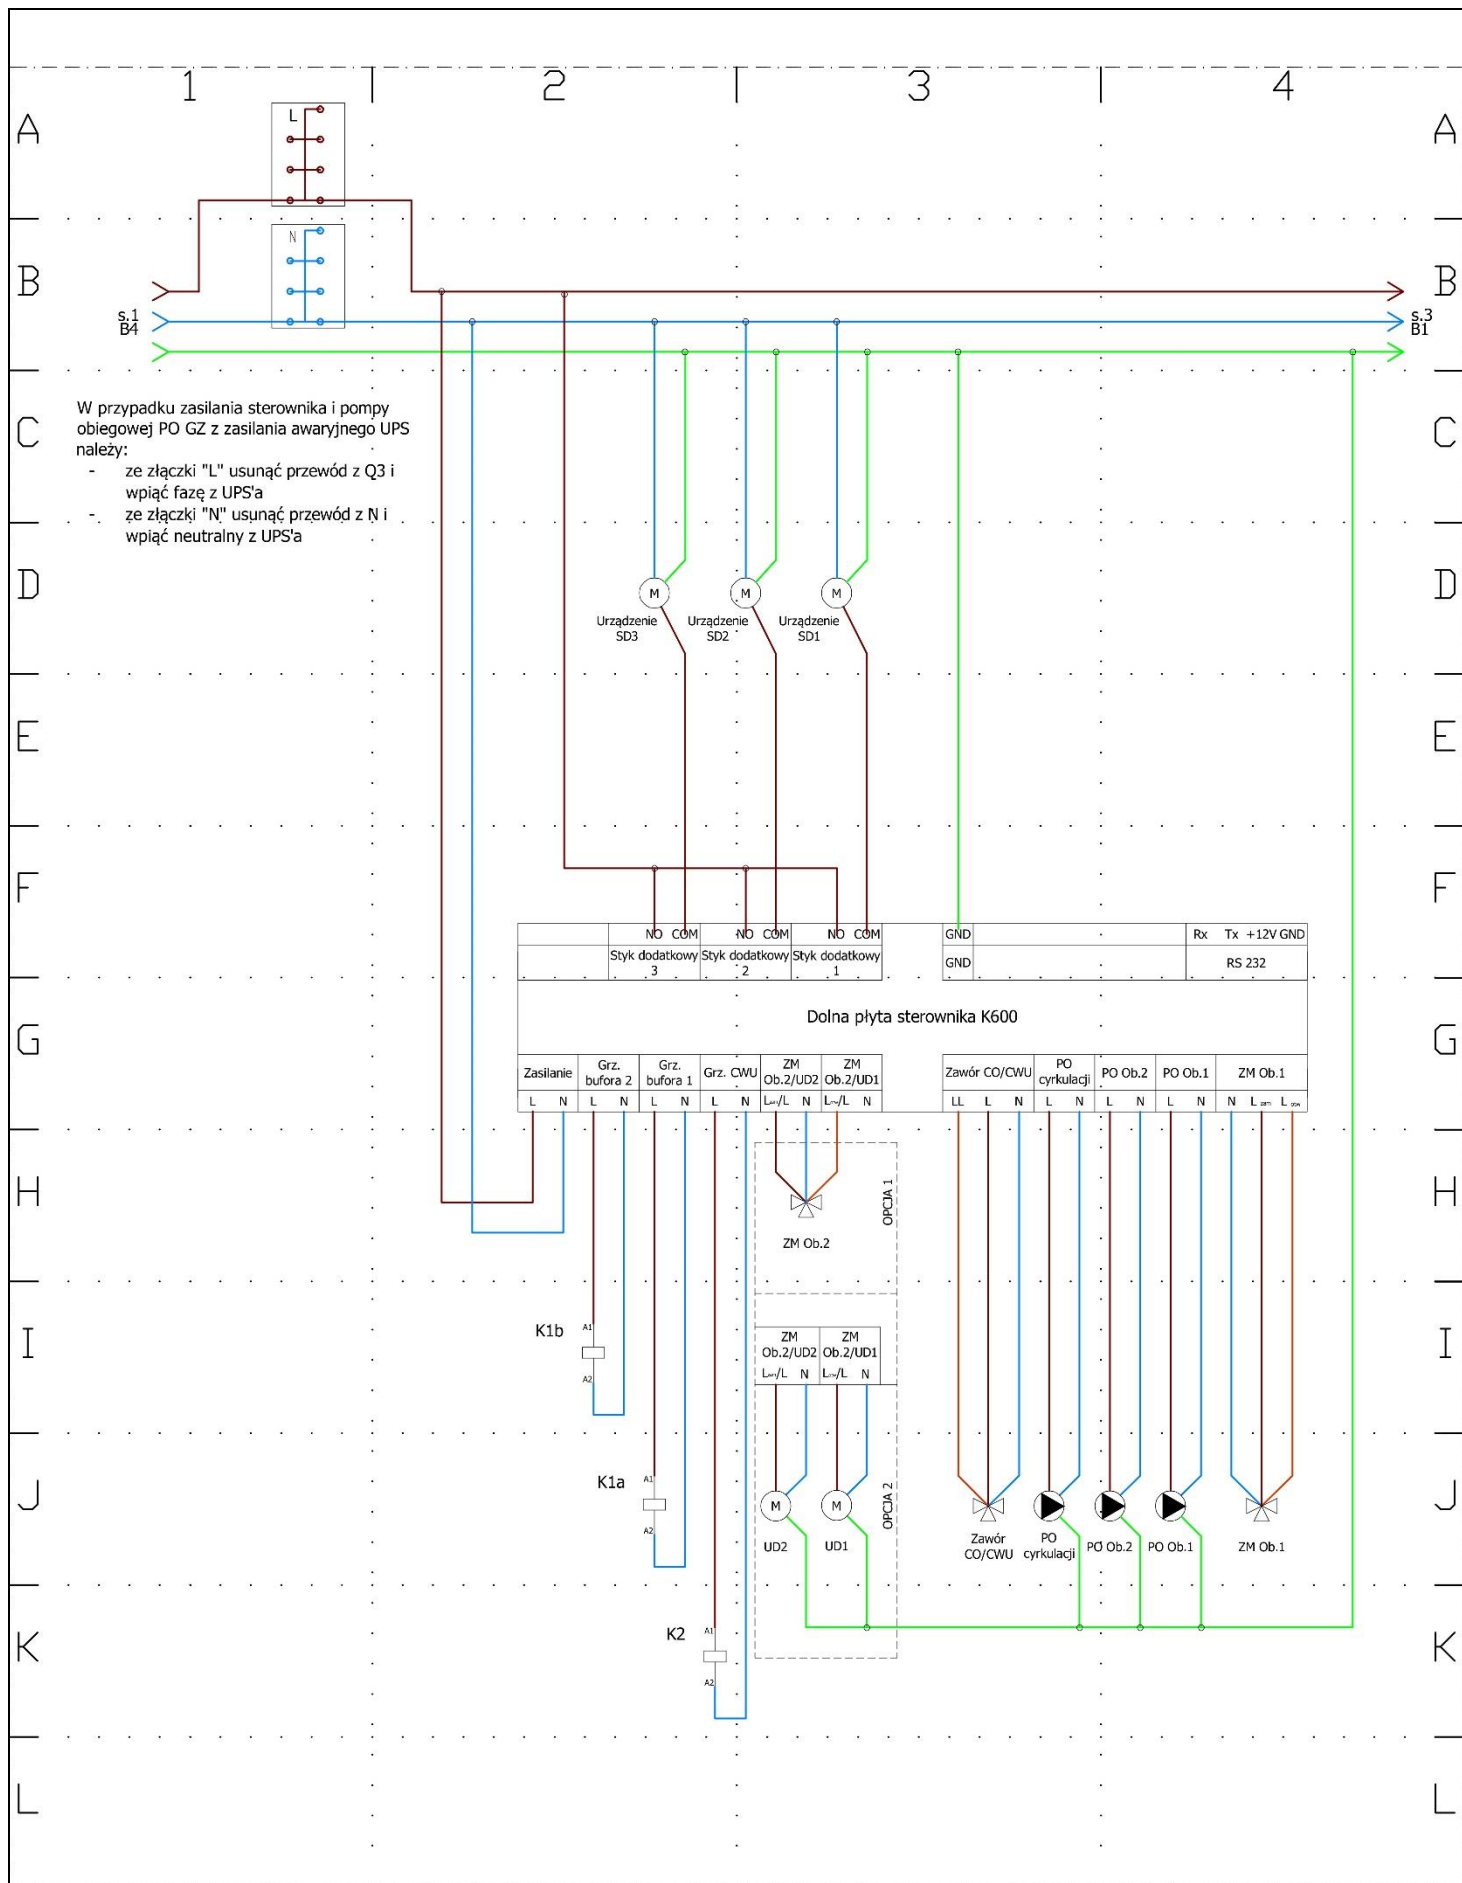 1 2 3 4
A A
L
N
B B
s.1
B4
s.3
B1
C C
W przypadku zasilania sterownika i pompy
obiegowej PO GZ z zasilania awaryjnego UPS
należy:
- ze złączki "L" usunąć przewód z Q3 i
wpiąć fazę z UPS'a
- ze złączki "N" usunąć przewód z N i
wpiąć neutralny z UPS'a
D D
M M M
Urządzenie SD3
Urządzenie SD2
Urządzenie SD1
E E
F F
NO COM NO COM NO COM GND Rx Tx +12V GND
Styk dodatkowy 3
Styk dodatkowy 2
Styk dodatkowy 1
GND
RS 232
G G
Dolna płyta sterownika K600
Zasilanie
Grz. bufora 2
Grz. bufora 1
Grz. CWU
ZM Ob.2/UD2
ZM Ob.2/UD1
Zawór CO/CWU
PO cyrkulacji
PO Ob.2
PO Ob.1
ZM Ob.1
L N L N L N L N L /L N L /L N LL L N L N L N L N N L L
H H
OPCJA 1
ZM Ob.2
I I
K1b
A1
A2
ZM Ob.2/UD2
ZM Ob.2/UD1
L /L N L /L N
J J
K1a
A1
A2
M M
UD2 UD1
OPCJA 2
Zawór CO/CWU
PO cyrkulacji
PO Ob.2
PO Ob.1
ZM Ob.1
K K
K2
A1
A2
L L